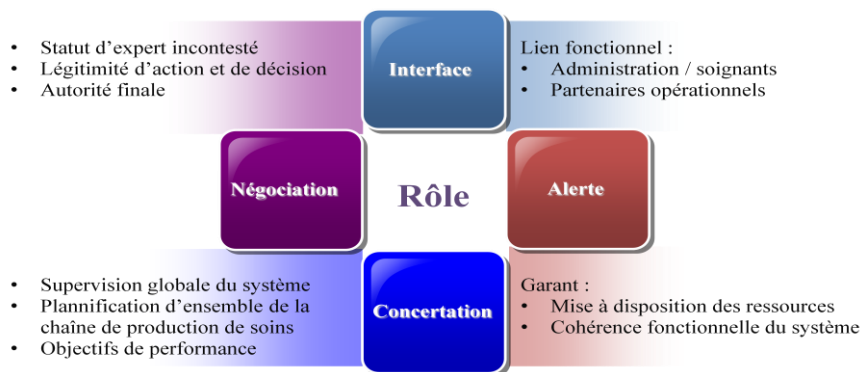 • Statut d'expert incontesté
• Légitimité d'action et de décision
• Autorité finale
Interface
Lien fonctionnel :
• Administration / soignants
• Partenaires opérationnels
Négociation
Rôle
Alerte
• Supervision globale du système
• Plannification d'ensemble de la
chaîne de production de soins
• Objectifs de performance
Concertation
Garant :
• Mise à disposition des ressources
• Cohérence fonctionnelle du système